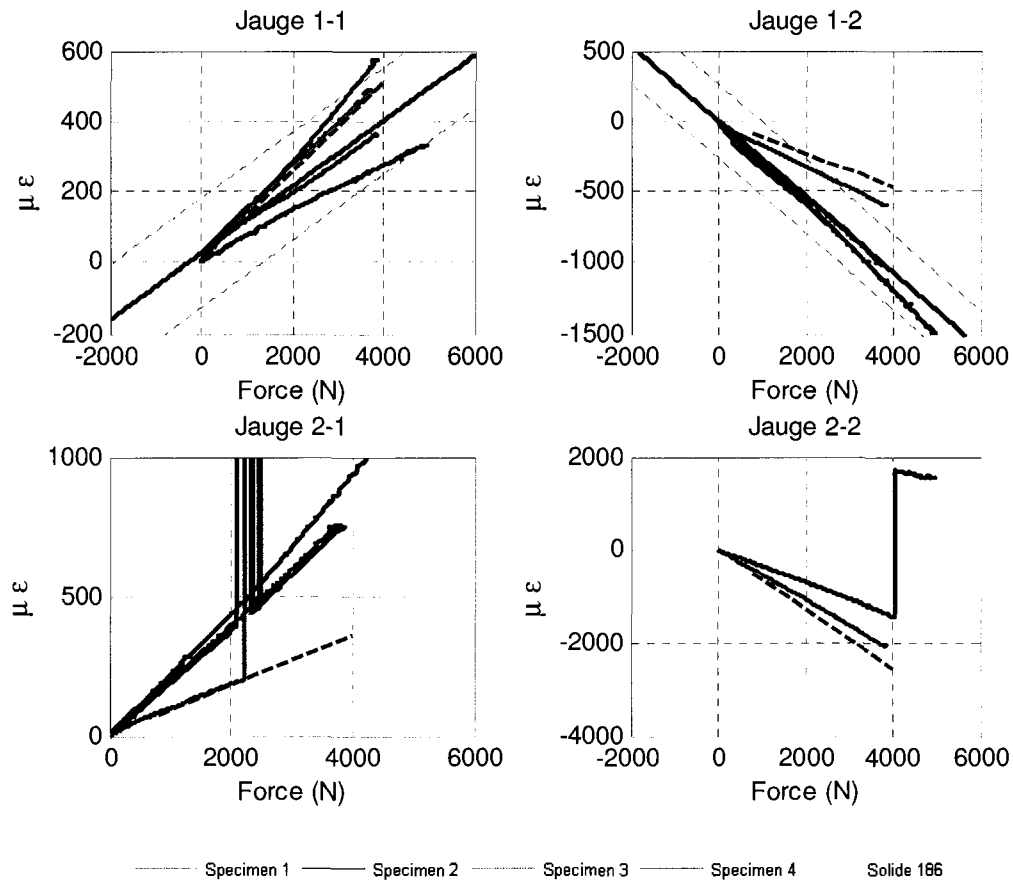 Jauge 1-1
Jauge 1-2
600
400
200
0
-200
μ ε
-2000 0 2000 4000 6000
Force (N)
500
0
-500
-1000
-1500
μ ε
-2000 0 2000 4000 6000
Force (N)
Jauge 2-1
Jauge 2-2
1000
500
0
μ ε
0 2000 4000 6000
Force (N)
2000
0
-2000
-4000
μ ε
-2000 0 2000 4000 6000
Force (N)
Specimen 1 Specimen 2 Specimen 3 Specimen 4 Solide 186